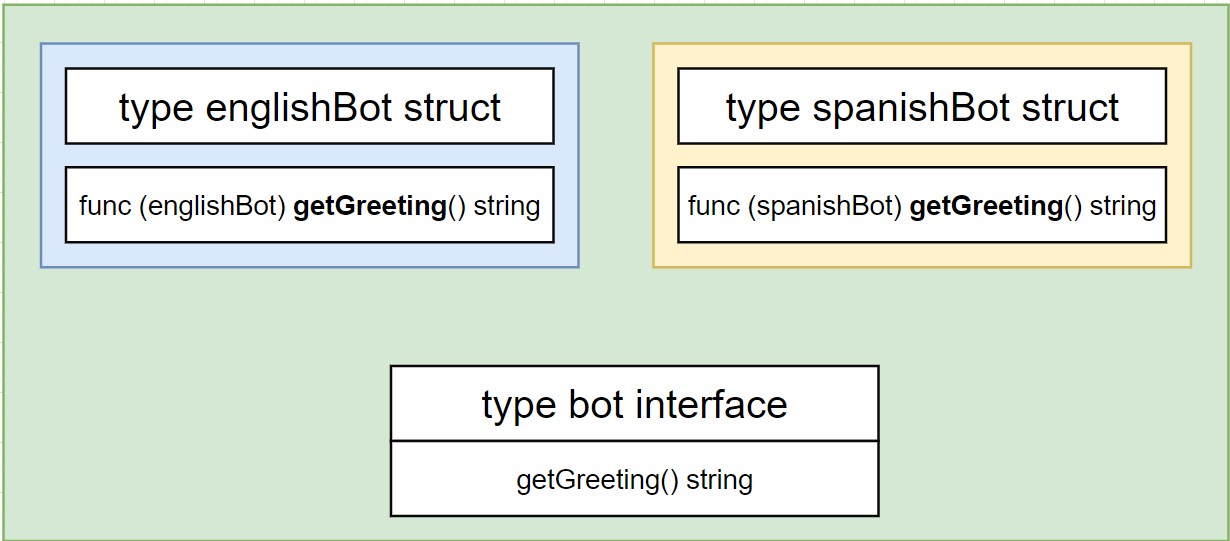 type englishBot struct
func (englishBot) getGreeting() string
type spanishBot struct
func (spanishBot) getGreeting() string
type bot interface
getGreeting() string